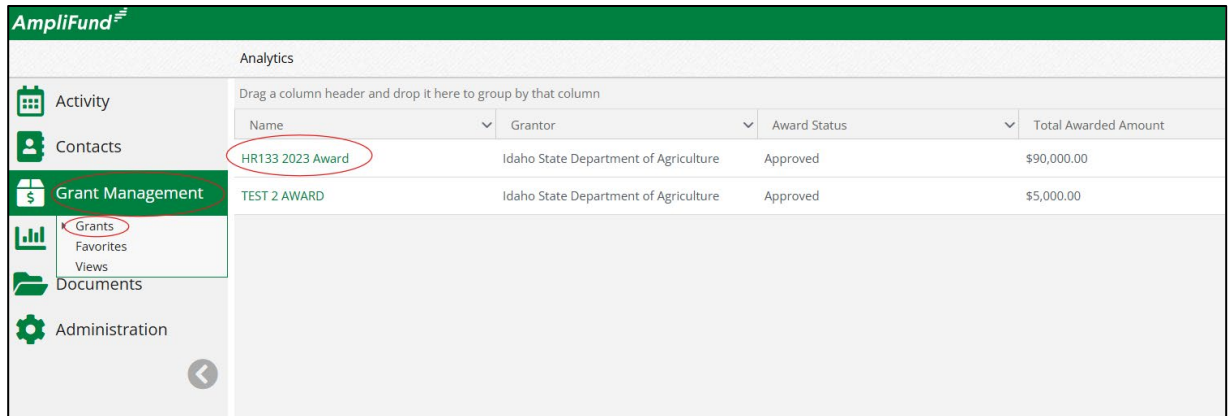 AmpliFund
Analytics
Activity
Contacts
Grant Management
Grants
Favorites
Views
Documents
Administration
Drag a column header and drop it here to group by that column
Name Grantor Award Status Total Awarded Amount
HR133 2023 Award Idaho State Department of Agriculture Approved $90,000.00
TEST 2 AWARD Idaho State Department of Agriculture Approved $5,000.00